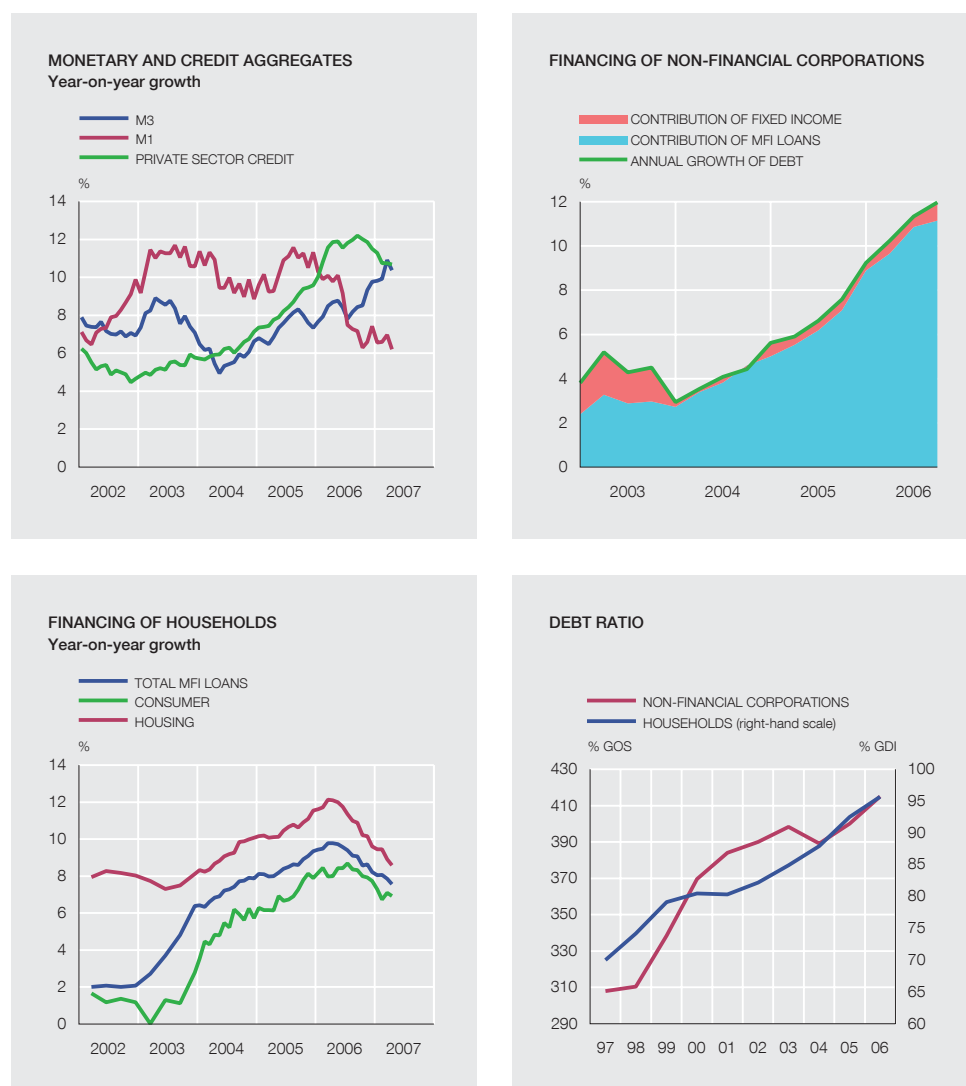 MONETARY AND CREDIT AGGREGATES
Year-on-year growth
M3
M1
PRIVATE SECTOR CREDIT
%
14
12
10
8
6
4
2
0
2002 2003 2004 2005 2006 2007
FINANCING OF NON-FINANCIAL CORPORATIONS
CONTRIBUTION OF FIXED INCOME
CONTRIBUTION OF MFI LOANS
ANNUAL GROWTH OF DEBT
%
12
10
8
6
4
2
0
2003 2004 2005 2006
FINANCING OF HOUSEHOLDS
Year-on-year growth
TOTAL MFI LOANS
CONSUMER
HOUSING
%
14
12
10
8
6
4
2
0
2002 2003 2004 2005 2006 2007
DEBT RATIO
NON-FINANCIAL CORPORATIONS
HOUSEHOLDS (right-hand scale)
% GOS % GDI
430
410
390
370
350
330
310
290
100
95
90
85
80
75
70
65
60
97 98 99 00 01 02 03 04 05 06